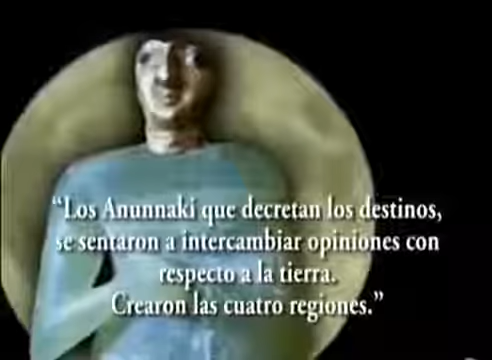 “Los Anunnaki que decretan los destinos,
se sentaron a intercambiar opiniones con
respecto a la tierra.
Crearon las cuatro regiones.”